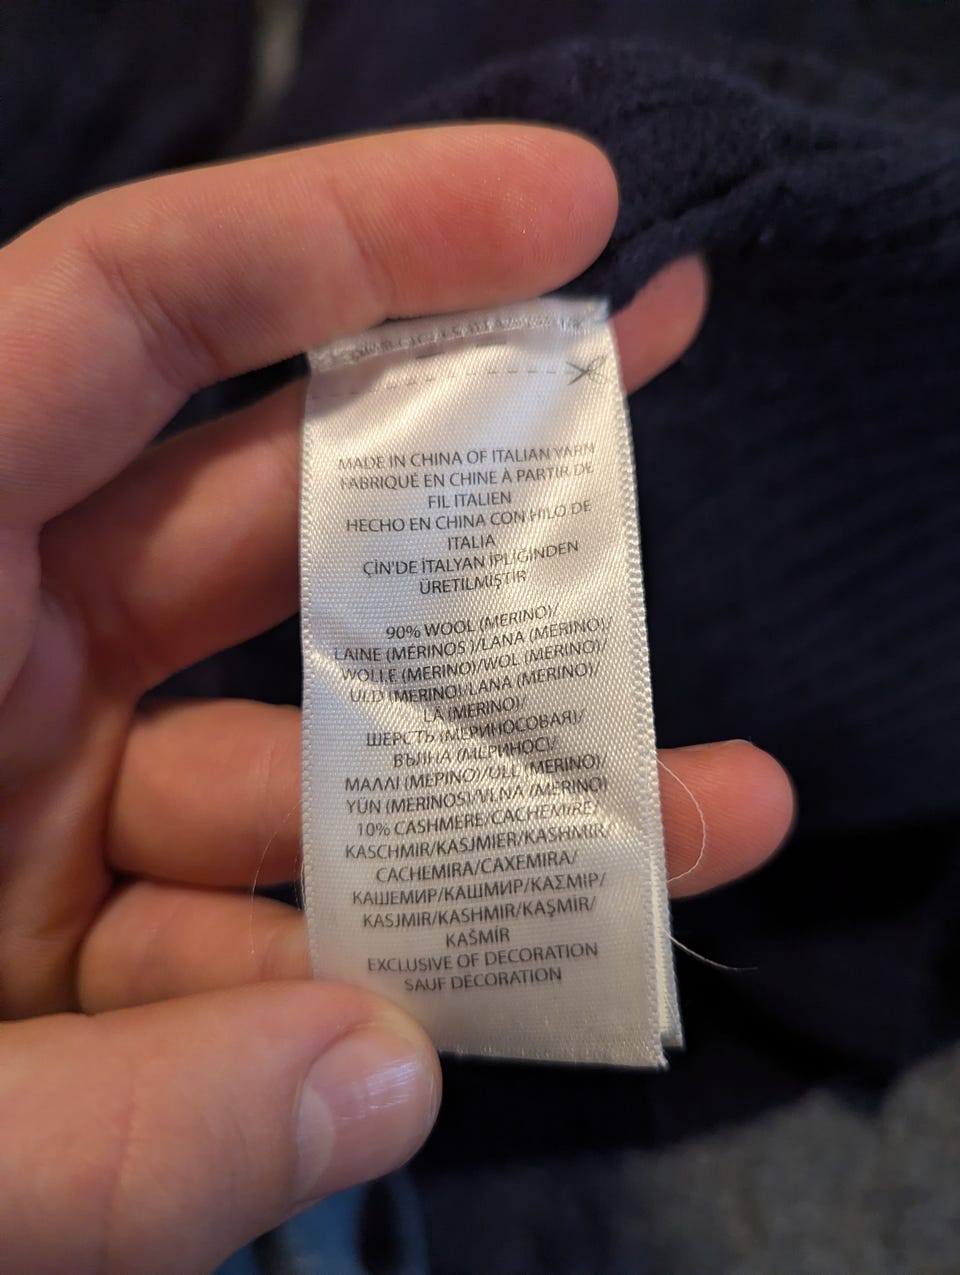 MADE IN CHINA OF ITALIAN YARN
FABRIQUÉ EN CHINE À PARTIR DE
FIL ITALIEN
HECHO EN CHINA CON HILO DE
ITALIA
ÇİN'DE İTALYAN İPLİĞİNDEN
ÜRETİLMİŞTİR
90% WOOL (MERINO)/
LAINE (MÉRINOS )/LANA (MERINO)/
WOLLE (MERINO)/WOL (MERINO)/
ULD (MERINO)/LANA (MERINO)/
LÃ (MERINO)/
ШЕРСТЬ (МЕРИНОСОВАЯ)/
ВЪЛНА (МЕРИНОС)/
ΜΑΛΛΙ (ΜΕΡΙΝΟ)/ULL (MERINO)/
YÜN (MERINOS)/VLNA (MERINO)
10% CASHMERE/CACHEMIRE/
KASCHMIR/KASJMIER/KASHMIR/
CACHEMIRA/CAXEMIRA/
КАШЕМИР/КАШМИР/ΚΑΣΜΙΡ/
KASJMIR/KASHMIR/KAŞMİR/
KAŠMÍR
EXCLUSIVE OF DECORATION
SAUF DÉCORATION